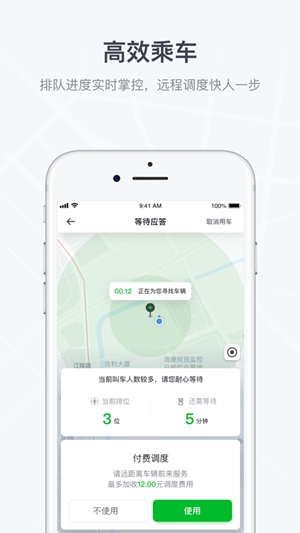 高效乘车
排队进度实时掌控，远程调度快人一步
9:41 AM
100%
等待应答
取消用车
00:12 正在为您寻找车辆
江陵路
吉利大厦
海康威视监控
当前叫车人数较多，请您耐心等待
当前排位
还需等待
3 位
5 分钟
付费调度
请远距离车辆前来服务
最多加收12.00元调度费用
不使用
使用